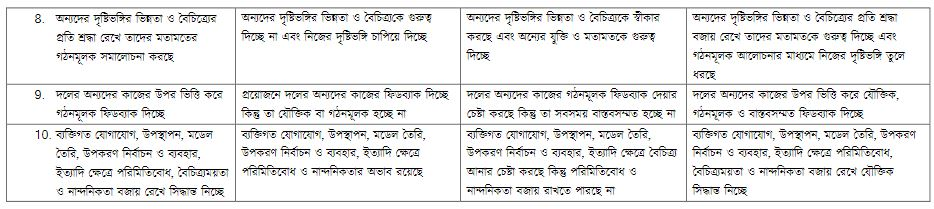 8. অন্যদের দৃষ্টিভঙ্গির ভিন্নতা ও বৈচিত্র্যের
প্রতি শ্রদ্ধা রেখে তাদের মতামতের
গঠনমূলক সমালোচনা করছে
অন্যদের দৃষ্টিভঙ্গির ভিন্নতা ও বৈচিত্র্যকে গুরুত্ব
দিচ্ছে না এবং নিজের দৃষ্টিভঙ্গি চাপিয়ে দিচ্ছে
অন্যদের দৃষ্টিভঙ্গির ভিন্নতা ও বৈচিত্র্যকে স্বীকার
করছে এবং অন্যের যুক্তি ও মতামতকে গুরুত্ব
দিচ্ছে
অন্যদের দৃষ্টিভঙ্গির ভিন্নতা ও বৈচিত্র্যের প্রতি শ্রদ্ধা
বজায় রেখে তাদের মতামতকে গুরুত্ব দিচ্ছে এবং
গঠনমূলক আলোচনার মাধ্যমে নিজের দৃষ্টিভঙ্গি তুলে
ধরছে
9. দলের অন্যদের কাজের উপর ভিত্তি করে
গঠনমূলক ফিডব্যাক দিচ্ছে
প্রয়োজনে দলের অন্যদের কাজের ফিডব্যাক দিচ্ছে
কিন্তু তা যৌক্তিক বা গঠনমূলক হচ্ছে না
দলের অন্যদের কাজের গঠনমূলক ফিডব্যাক দেয়ার
চেষ্টা করছে কিন্তু তা সবসময় বাস্তবসম্মত হচ্ছে না
দলের অন্যদের কাজের উপর ভিত্তি করে যৌক্তিক,
গঠনমূলক ও বাস্তবসম্মত ফিডব্যাক দিচ্ছে
10. ব্যক্তিগত যোগাযোগ, উপস্থাপন, মডেল
তৈরি, উপকরণ নির্বাচন ও ব্যবহার,
ইত্যাদি ক্ষেত্রে পরিমিতিবোধ, বৈচিত্র্যময়তা
ও নান্দনিকতা বজায় রেখে সিদ্ধান্ত নিচ্ছে
ব্যক্তিগত যোগাযোগ, উপস্থাপন, মডেল তৈরি,
উপকরণ নির্বাচন ও ব্যবহার, ইত্যাদি ক্ষেত্রে
পরিমিতিবোধ ও নান্দনিকতার অভাব রয়েছে
ব্যক্তিগত যোগাযোগ, উপস্থাপন, মডেল তৈরি,
উপকরণ নির্বাচন ও ব্যবহার, ইত্যাদি ক্ষেত্রে বৈচিত্র্য
আনার চেষ্টা করছে কিন্তু পরিমিতিবোধ ও
নান্দনিকতা বজায় রাখতে পারছে না
ব্যক্তিগত যোগাযোগ, উপস্থাপন, মডেল তৈরি, উপকরণ
নির্বাচন ও ব্যবহার, ইত্যাদি ক্ষেত্রে পরিমিতিবোধ,
বৈচিত্র্যময়তা ও নান্দনিকতা বজায় রেখে যৌক্তিক
সিদ্ধান্ত নিচ্ছে